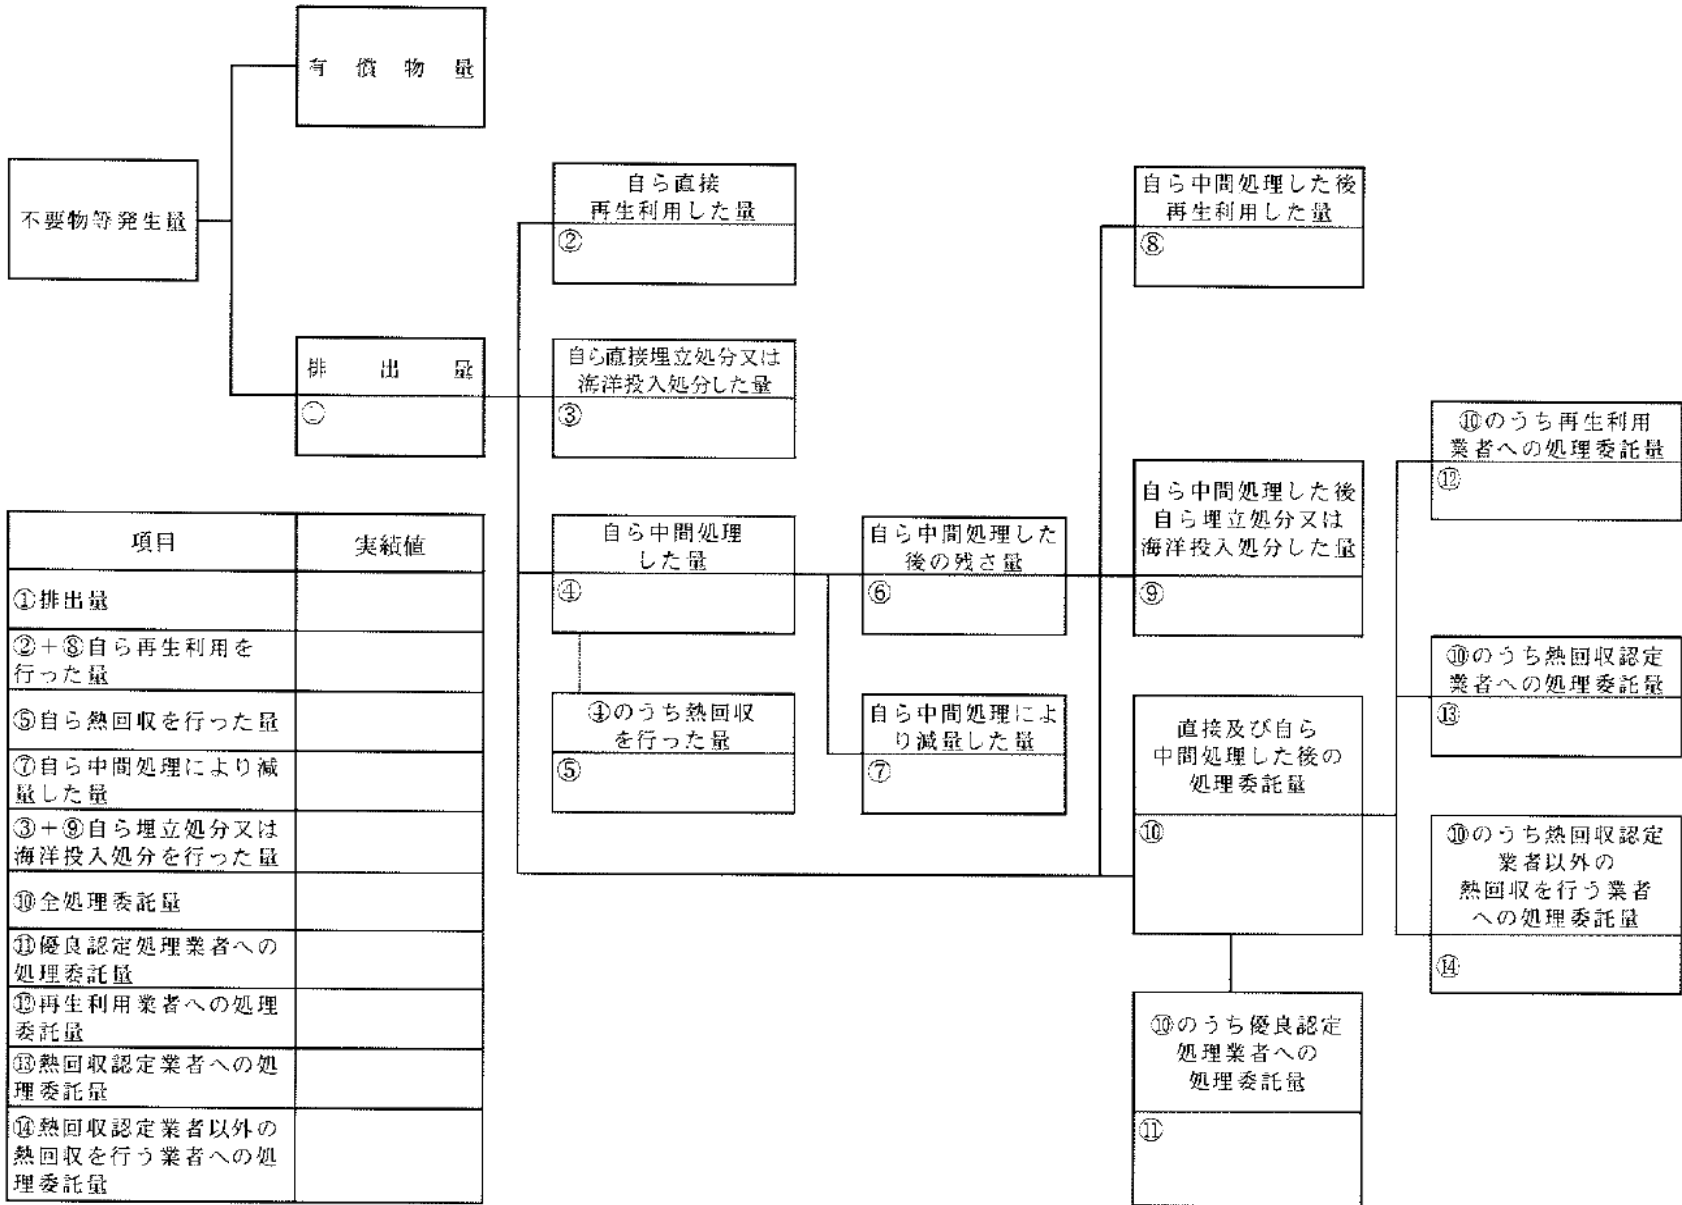 有償物量
不要物等発生量
排出量
①
自ら直接
再生利用した量
②
自ら直接埋立処分又は
海洋投入処分した量
③
自ら中間処理
した量
④
④のうち熱回収
を行った量
⑤
自ら中間処理した
後の残さ量
⑥
自ら中間処理によ
り減量した量
⑦
自ら中間処理した後
再生利用した量
⑧
自ら中間処理した後
自ら埋立処分又は
海洋投入処分した量
⑨
直接及び自ら
中間処理した後の
処理委託量
⑩
⑩のうち優良認定
処理業者への
処理委託量
⑪
⑩のうち再生利用
業者への処理委託量
⑫
⑩のうち熱回収認定
業者への処理委託量
⑬
⑩のうち熱回収認定
業者以外の
熱回収を行う業者
への処理委託量
⑭
項目 実績値
①排出量
②+⑧自ら再生利用を
行った量
⑤自ら熱回収を行った量
⑦自ら中間処理により減
量した量
③+⑨自ら埋立処分又は
海洋投入処分を行った量
⑩全処理委託量
⑪優良認定処理業者への
処理委託量
⑫再生利用業者への処理
委託量
⑬熱回収認定業者への処
理委託量
⑭熱回収認定業者以外の
熱回収を行う業者への処
理委託量